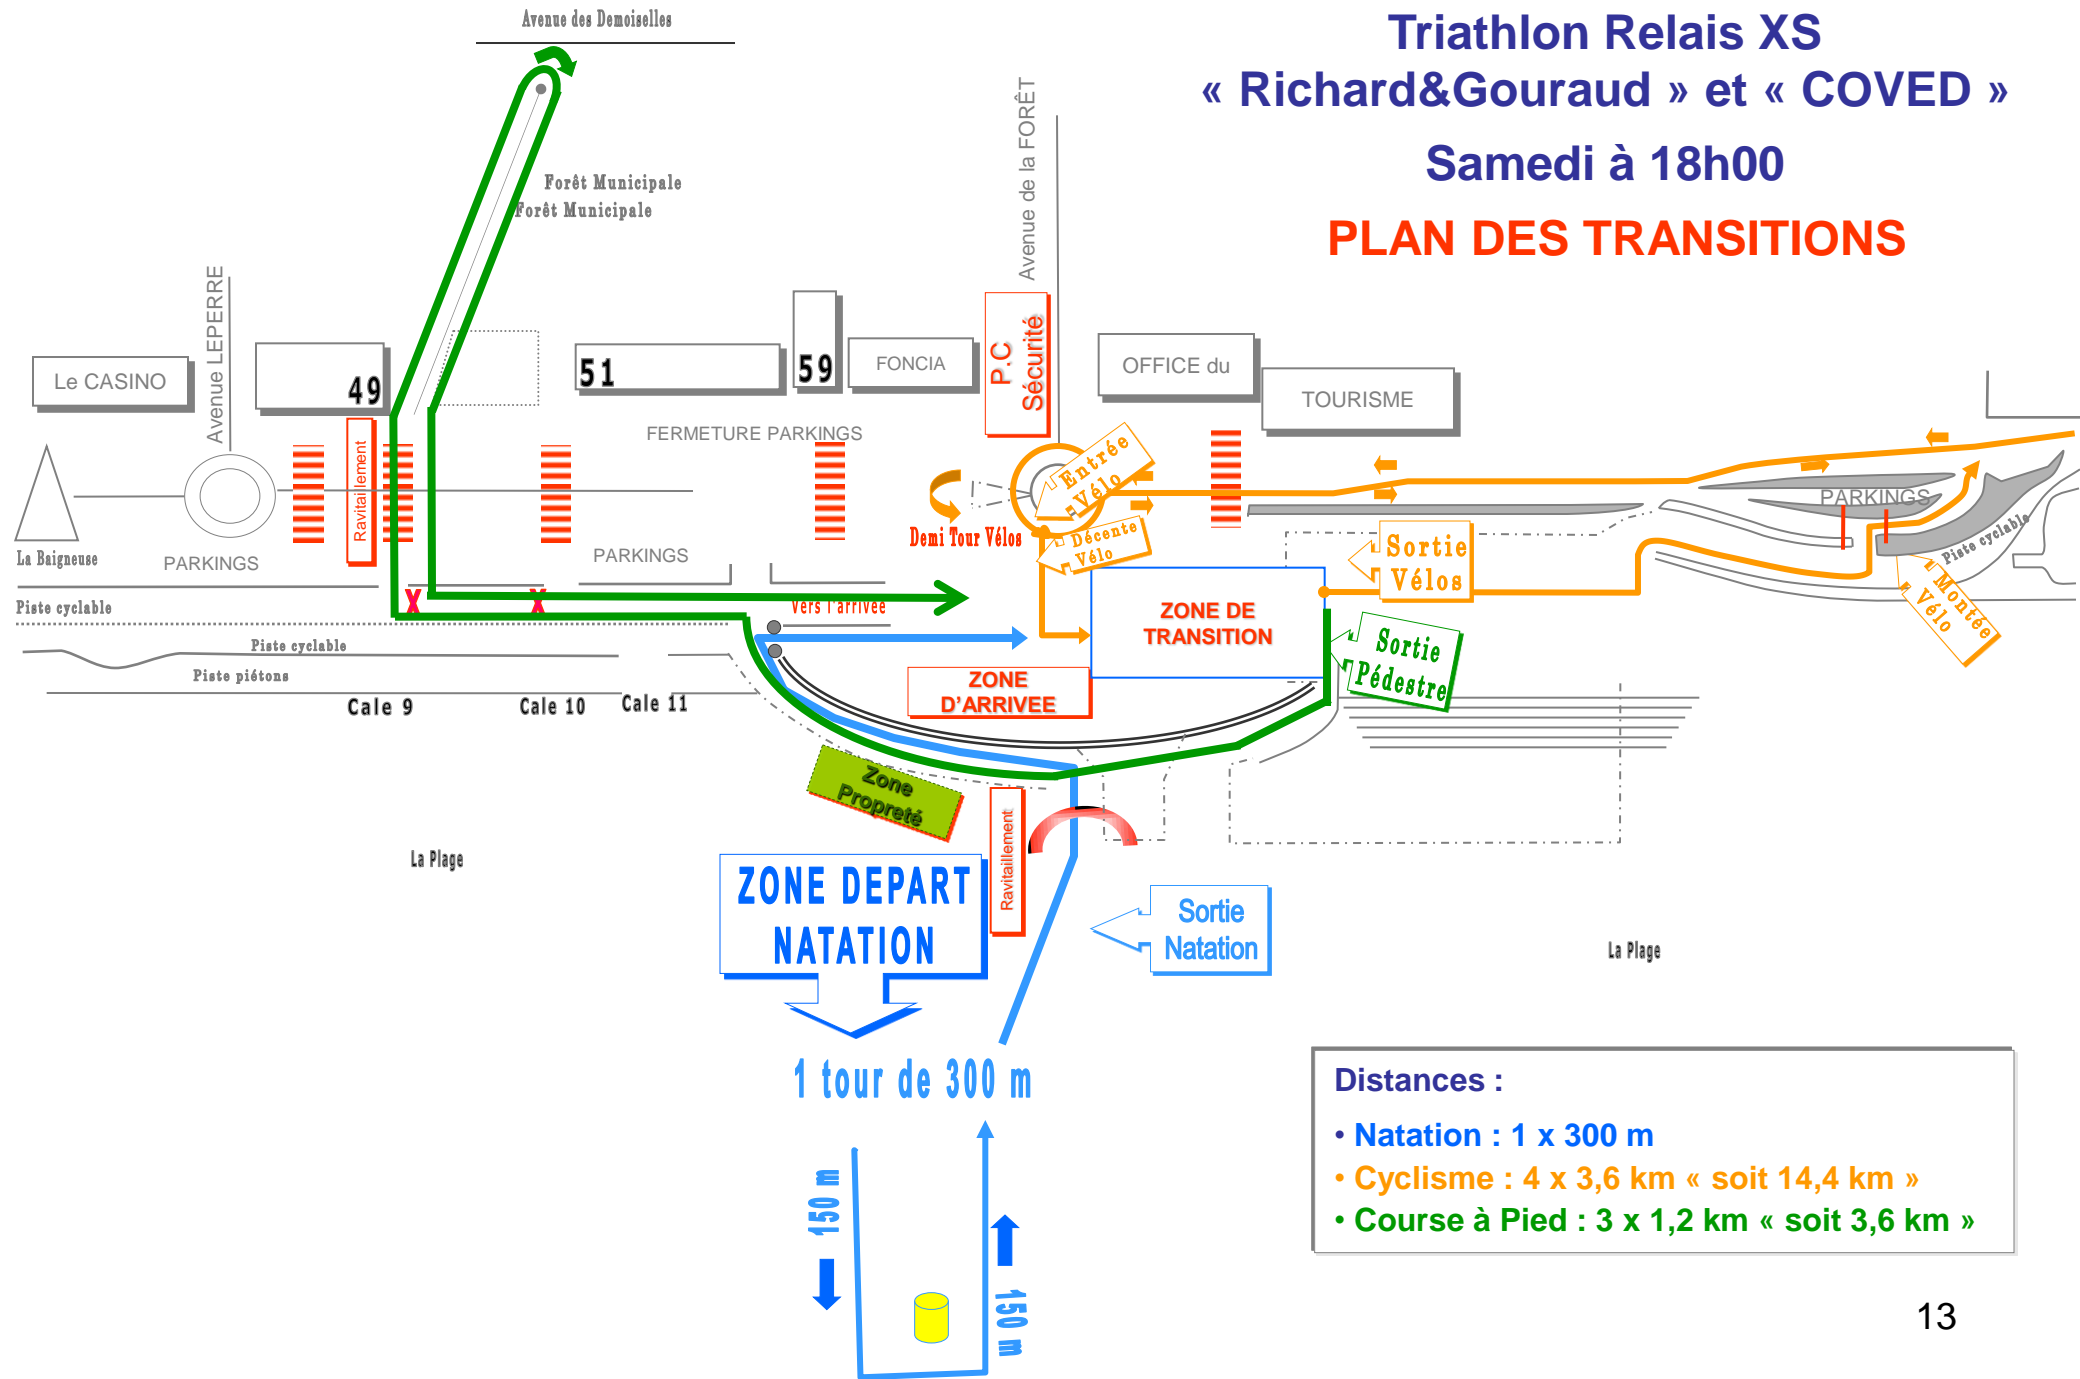 Avenue des Demoiselles
Triathlon Relais XS
« Richard&Gouraud » et « COVED »
Samedi à 18h00
PLAN DES TRANSITIONS
Forêt Municipale
Forêt Municipale
Avenue de la FORÊT
Avenue LEPERRE
Le CASINO
49
51
59
FONCIA
P.C
Sécurité
OFFICE du
TOURISME
FERMETURE PARKINGS
Ravitaillement
Entrée
Vélo
Demi Tour Vélos
Décente
Vélo
PARKINGS
Piste cyclable
Montée
Vélo
Sortie
Vélos
La Baigneuse
PARKINGS
PARKINGS
Piste cyclable
X
X
Vers l'arrivée
ZONE DE
TRANSITION
Sortie
Pédestre
Piste cyclable
Piste piétons
ZONE
D'ARRIVEE
Cale 9
Cale 10
Cale 11
Zone
Propreté
Ravitaillement
La Plage
ZONE DEPART
NATATION
Sortie
Natation
La Plage
1 tour de 300 m
150 m
150 m
Distances :
• Natation : 1 x 300 m
• Cyclisme : 4 x 3,6 km « soit 14,4 km »
• Course à Pied : 3 x 1,2 km « soit 3,6 km »
13